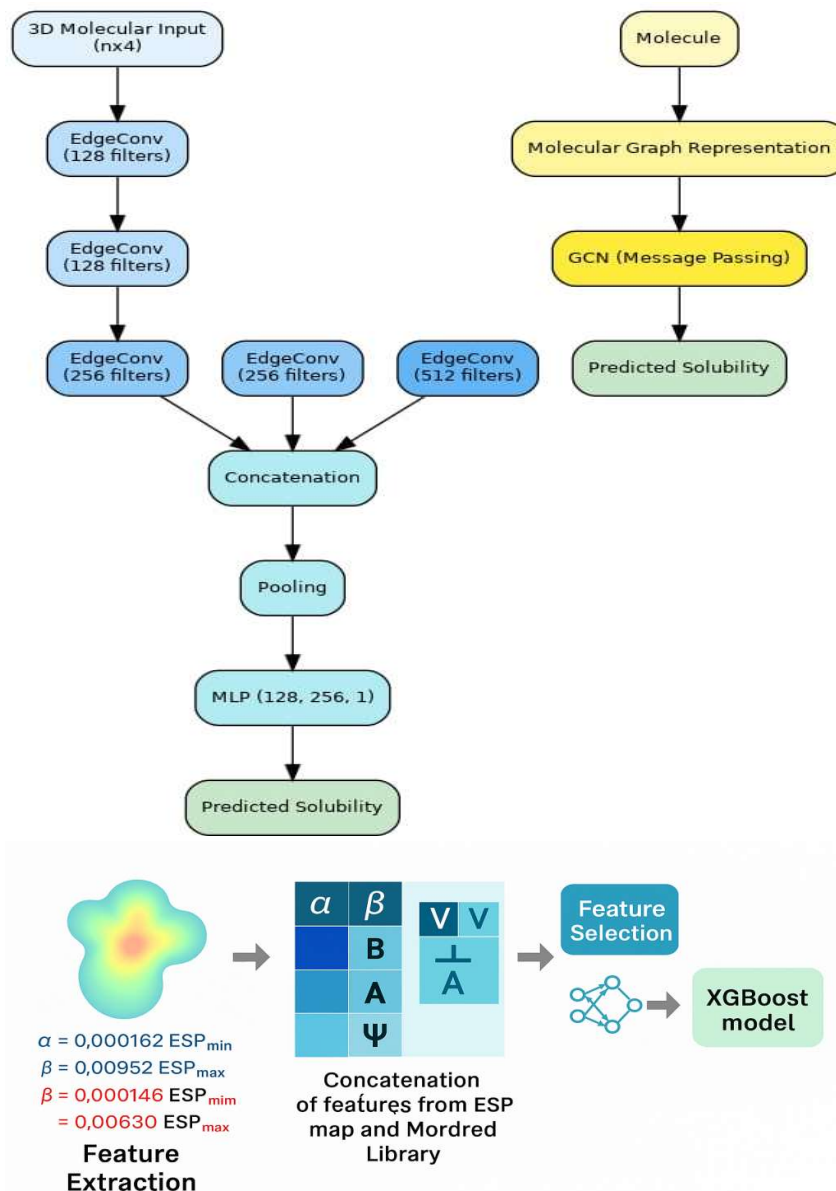 3D Molecular Input
(nx4)
EdgeConv
(128 filters)
EdgeConv
(128 filters)
EdgeConv
(256 filters)
EdgeConv
(256 filters)
EdgeConv
(512 filters)
Concatenation
Pooling
MLP (128, 256, 1)
Predicted Solubility
Molecule
Molecular Graph Representation
GCN (Message Passing)
Predicted Solubility
α = 0,000162 ESPmin
β = 0,00952 ESPmax
β = 0,000146 ESPmim
= 0,00630 ESPmax
Feature
Extraction
α β
B
A
Ψ
V V
⊥
A
Concatenation
of features from ESP
map and Mordred
Library
Feature
Selection
XGBoost
model